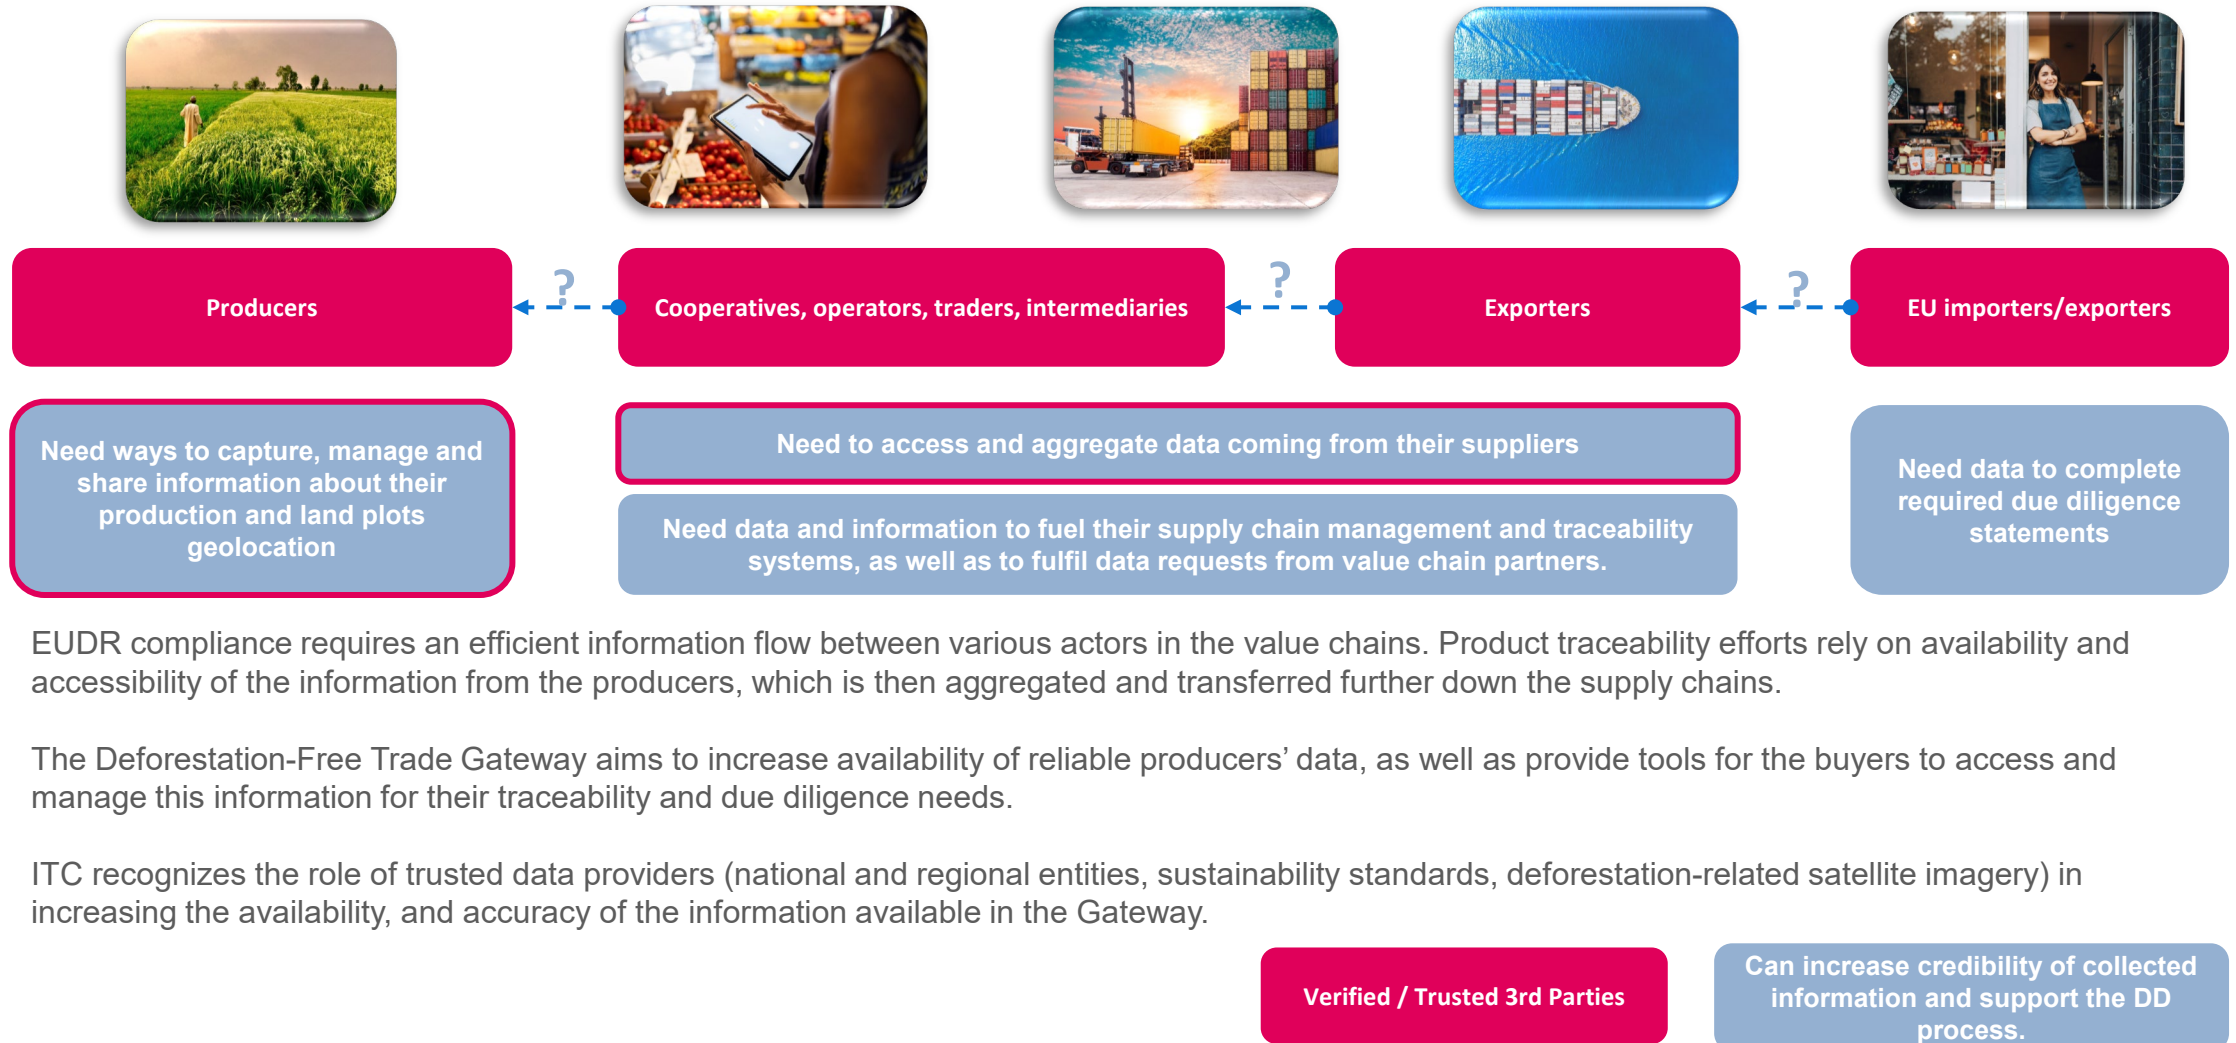 Producers
?
Cooperatives, operators, traders, intermediaries
?
Exporters
?
EU importers/exporters
Need ways to capture, manage and
share information about their
production and land plots
geolocation
Need to access and aggregate data coming from their suppliers
Need data and information to fuel their supply chain management and traceability
systems, as well as to fulfil data requests from value chain partners.
Need data to complete
required due diligence
statements
EUDR compliance requires an efficient information flow between various actors in the value chains. Product traceability efforts rely on availability and
accessibility of the information from the producers, which is then aggregated and transferred further down the supply chains.
The Deforestation-Free Trade Gateway aims to increase availability of reliable producers’ data, as well as provide tools for the buyers to access and
manage this information for their traceability and due diligence needs.
ITC recognizes the role of trusted data providers (national and regional entities, sustainability standards, deforestation-related satellite imagery) in
increasing the availability, and accuracy of the information available in the Gateway.
Verified / Trusted 3rd Parties
Can increase credibility of collected
information and support the DD
process.